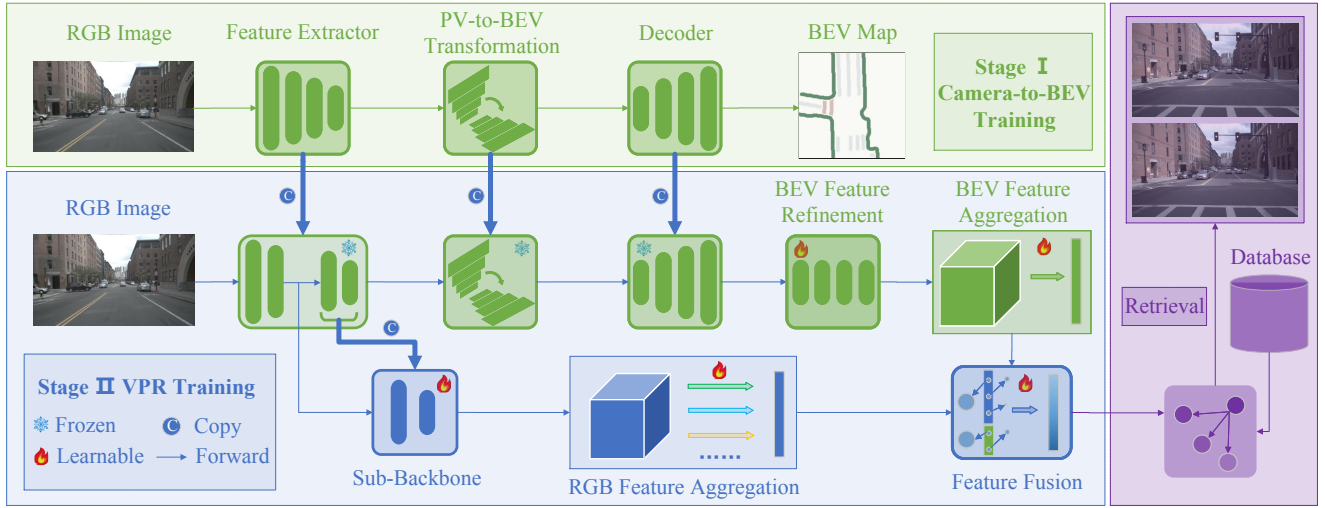 RGB Image
Feature Extractor
PV-to-BEV
Transformation
Decoder
BEV Map
Stage I
Camera-to-BEV
Training
C
C
C
RGB Image
BEV Feature
Refinement
BEV Feature
Aggregation
C
Stage II VPR Training
Frozen
C Copy
Learnable
Forward
Sub-Backbone
RGB Feature Aggregation
......
Feature Fusion
Database
Retrieval